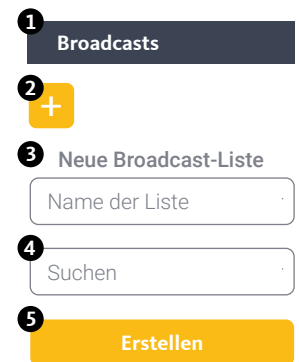 1
Broadcasts
2
+
3 Neue Broadcast-Liste
Name der Liste
4
Suchen
5
Erstellen